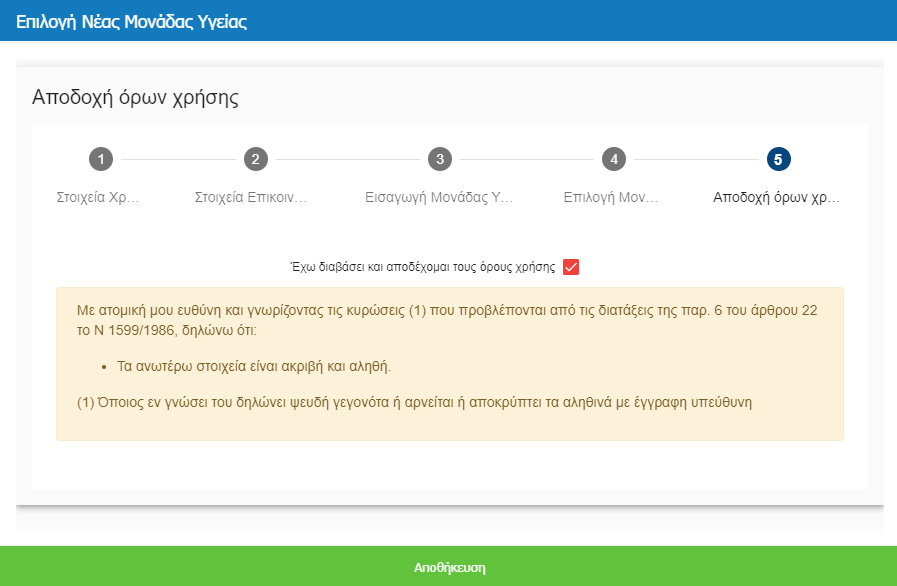 Επιλογή Νέας Μονάδας Υγείας
Αποδοχή όρων χρήσης
1
2
3
4
5
Στοιχεία Χρ...
Στοιχεία Επικοιν...
Εισαγωγή Μονάδας Υ...
Επιλογή Μον...
Αποδοχή όρων χρ...
Έχω διαβάσει και αποδέχομαι τους όρους χρήσης
Με ατομική μου ευθύνη και γνωρίζοντας τις κυρώσεις (1) που προβλέπονται από τις διατάξεις της παρ. 6 του άρθρου 22
το Ν 1599/1986, δηλώνω ότι:
• Τα ανωτέρω στοιχεία είναι ακριβή και αληθή.
(1) Όποιος εν γνώσει του δηλώνει ψευδή γεγονότα ή αρνείται ή αποκρύπτει τα αληθινά με έγγραφη υπεύθυνη
Αποθήκευση